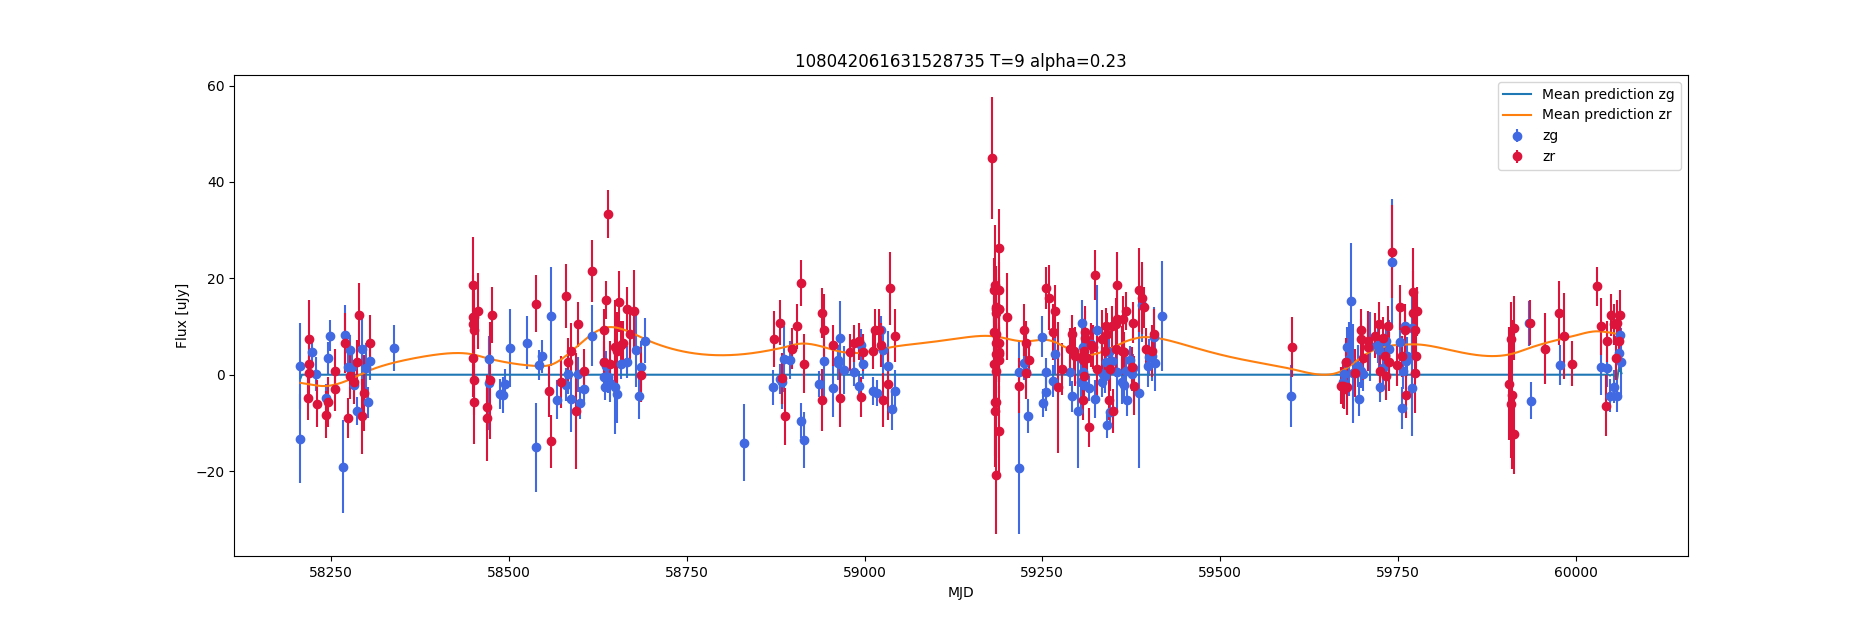 108042061631528735 T=9 alpha=0.23
Flux [uJy]
60
40
20
0
−20
Mean prediction zg
Mean prediction zr
zg
zr
58250 58500 58750 59000 59250 59500 59750 60000
MJD